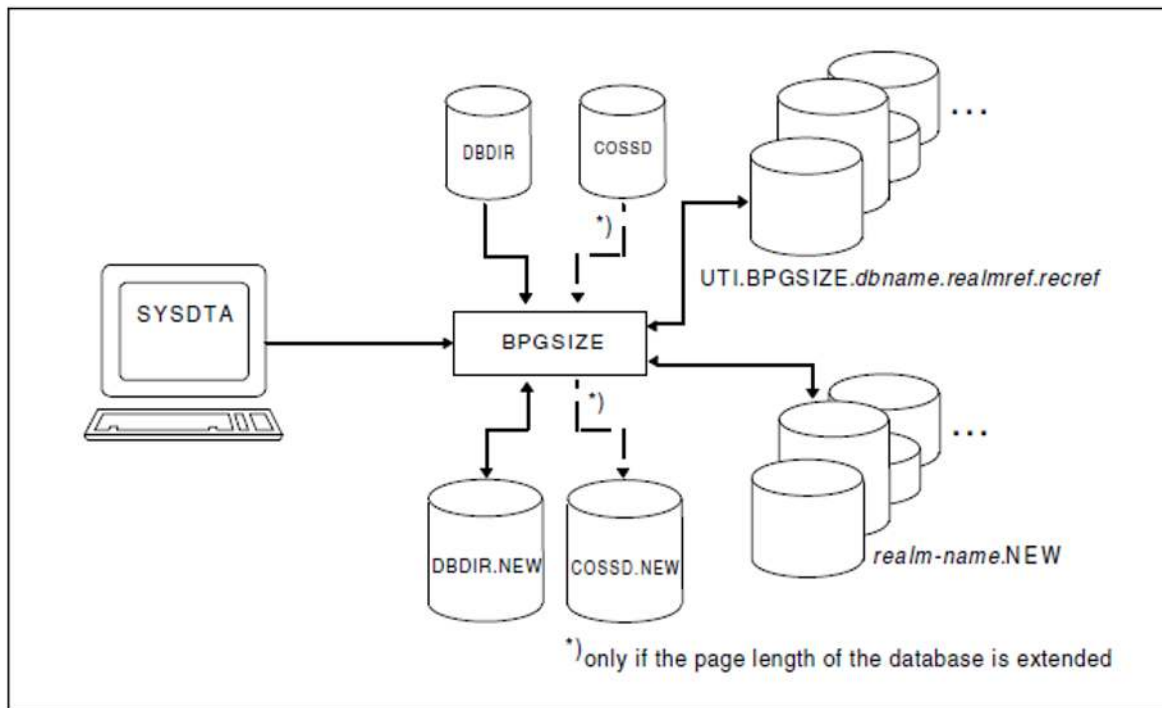 DBDIR
COSSD
...
*)
UTI.BPGSIZE.dbname.realmref.recref
SYSDTA
BPGSIZE
*)
...
DBDIR.NEW
COSSD.NEW
realm-name.NEW
*)only if the page length of the database is extended